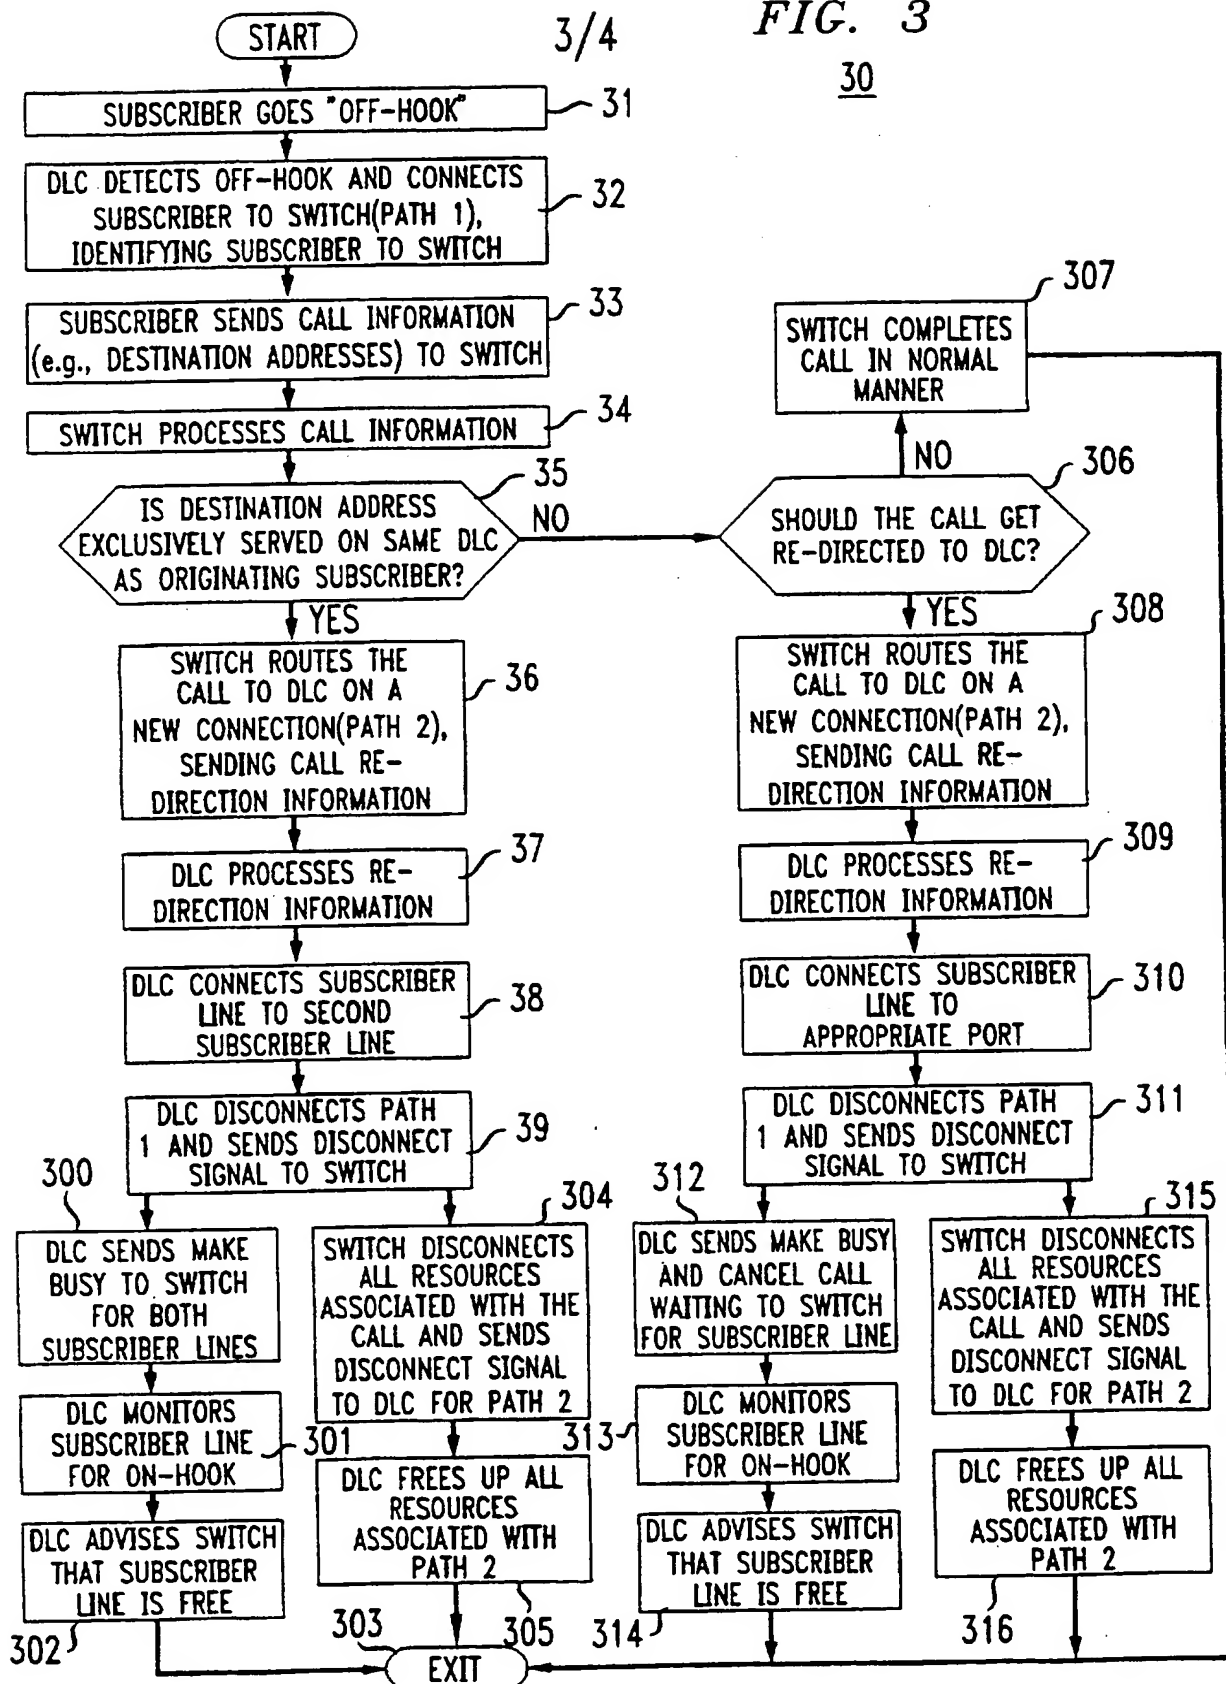 START
3/4
FIG. 3
30
SUBSCRIBER GOES "OFF-HOOK"
31
DLC DETECTS OFF-HOOK AND CONNECTS
SUBSCRIBER TO SWITCH(PATH 1),
IDENTIFYING SUBSCRIBER TO SWITCH
32
SUBSCRIBER SENDS CALL INFORMATION
(e.g., DESTINATION ADDRESSES) TO SWITCH
33
SWITCH PROCESSES CALL INFORMATION
34
IS DESTINATION ADDRESS
EXCLUSIVELY SERVED ON SAME DLC
AS ORIGINATING SUBSCRIBER?
35
NO
YES
SWITCH ROUTES THE
CALL TO DLC ON A
NEW CONNECTION(PATH 2),
SENDING CALL RE-
DIRECTION INFORMATION
36
DLC PROCESSES RE-
DIRECTION INFORMATION
37
DLC CONNECTS SUBSCRIBER
LINE TO SECOND
SUBSCRIBER LINE
38
DLC DISCONNECTS PATH
1 AND SENDS DISCONNECT
SIGNAL TO SWITCH
39
300
DLC SENDS MAKE
BUSY TO SWITCH
FOR BOTH
SUBSCRIBER LINES
DLC MONITORS
SUBSCRIBER LINE
FOR ON-HOOK
301
DLC ADVISES SWITCH
THAT SUBSCRIBER
LINE IS FREE
302
304
SWITCH DISCONNECTS
ALL RESOURCES
ASSOCIATED WITH THE
CALL AND SENDS
DISCONNECT SIGNAL
TO DLC FOR PATH 2
DLC FREES UP ALL
RESOURCES
ASSOCIATED WITH
PATH 2
305
303
EXIT
307
SWITCH COMPLETES
CALL IN NORMAL
MANNER
NO
306
SHOULD THE CALL GET
RE-DIRECTED TO DLC?
YES
308
SWITCH ROUTES THE
CALL TO DLC ON A
NEW CONNECTION(PATH 2),
SENDING CALL RE-
DIRECTION INFORMATION
309
DLC PROCESSES RE-
DIRECTION INFORMATION
DLC CONNECTS SUBSCRIBER
LINE TO
APPROPRIATE PORT
310
DLC DISCONNECTS PATH
1 AND SENDS DISCONNECT
SIGNAL TO SWITCH
311
312
DLC SENDS MAKE BUSY
AND CANCEL CALL
WAITING TO SWITCH
FOR SUBSCRIBER LINE
313
DLC MONITORS
SUBSCRIBER LINE
FOR ON-HOOK
DLC ADVISES SWITCH
THAT SUBSCRIBER
LINE IS FREE
314
315
SWITCH DISCONNECTS
ALL RESOURCES
ASSOCIATED WITH THE
CALL AND SENDS
DISCONNECT SIGNAL
TO DLC FOR PATH 2
DLC FREES UP ALL
RESOURCES
ASSOCIATED WITH
PATH 2
316